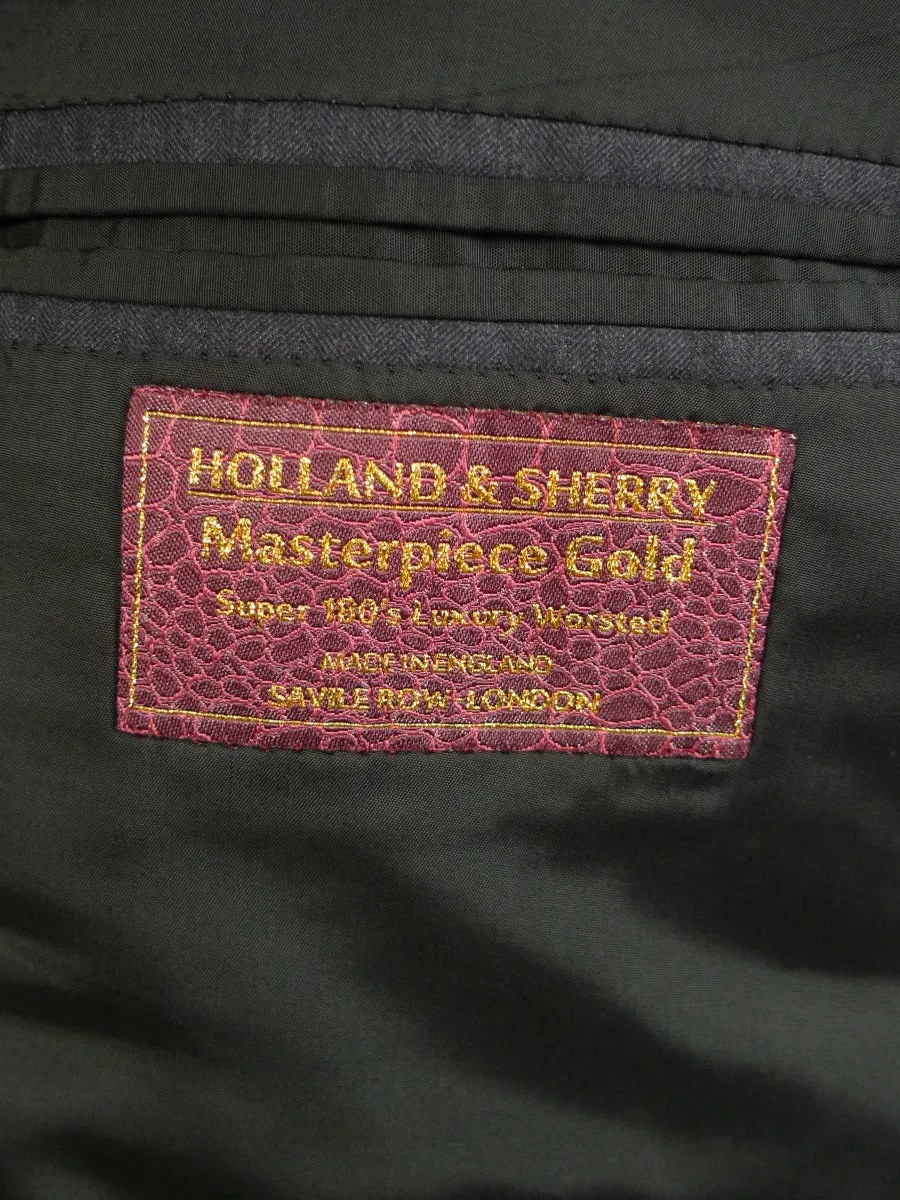 HOLLAND & SHERRY
Masterpiece Gold
Super 180's Luxury Worsted
MADE IN ENGLAND
SAVILE ROW LONDON